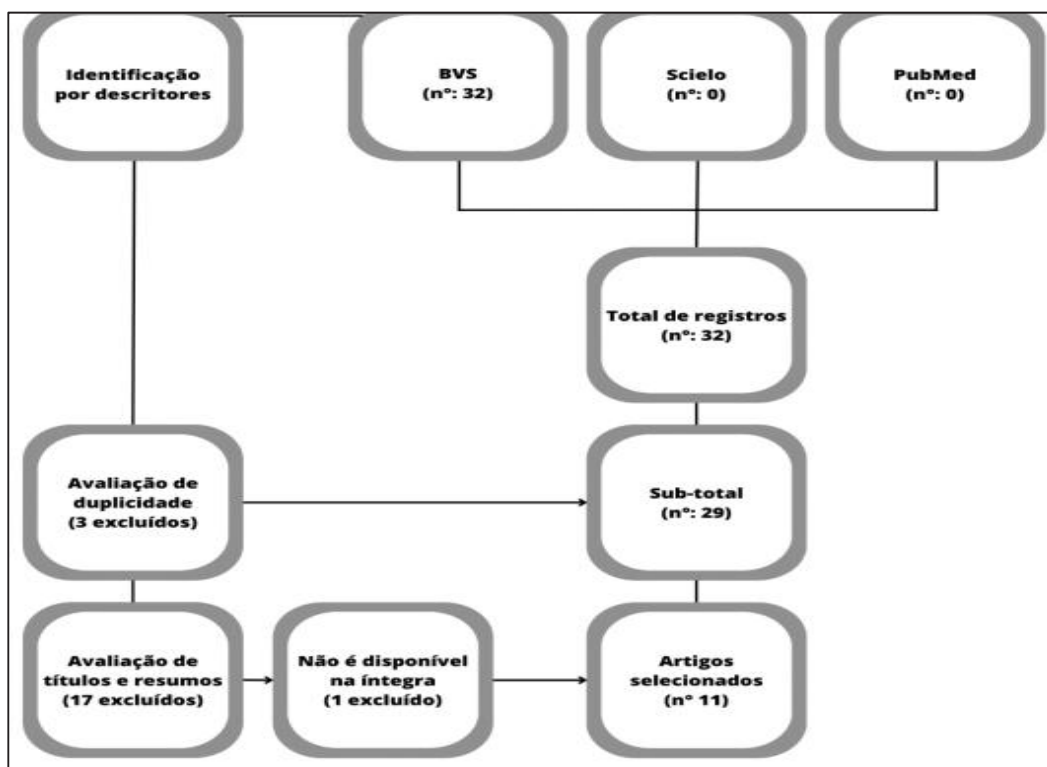 Identificação
por descritores
BVS
(nº: 32)
Scielo
(nº: 0)
PubMed
(nº: 0)
Total de registros
(nº: 32)
Avaliação de
duplicidade
(3 excluídos)
Sub-total
(nº: 29)
Avaliação de
títulos e resumos
(17 excluídos)
Não é disponível
na íntegra
(1 excluído)
Artigos
selecionados
(nº 11)